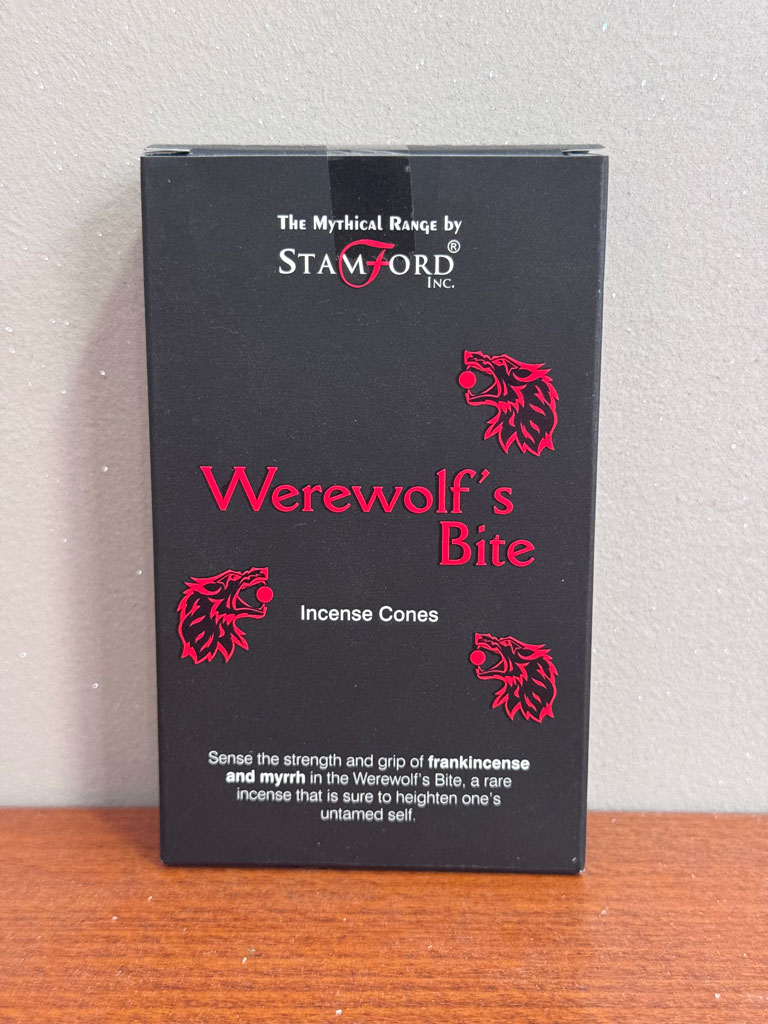 The Mythical Range by
Stamford®
Inc.
Werewolf's
Bite
Incense Cones
Sense the strength and grip of frankincense
and myrrh in the Werewolf's Bite, a rare
incense that is sure to heighten one's
untamed self.